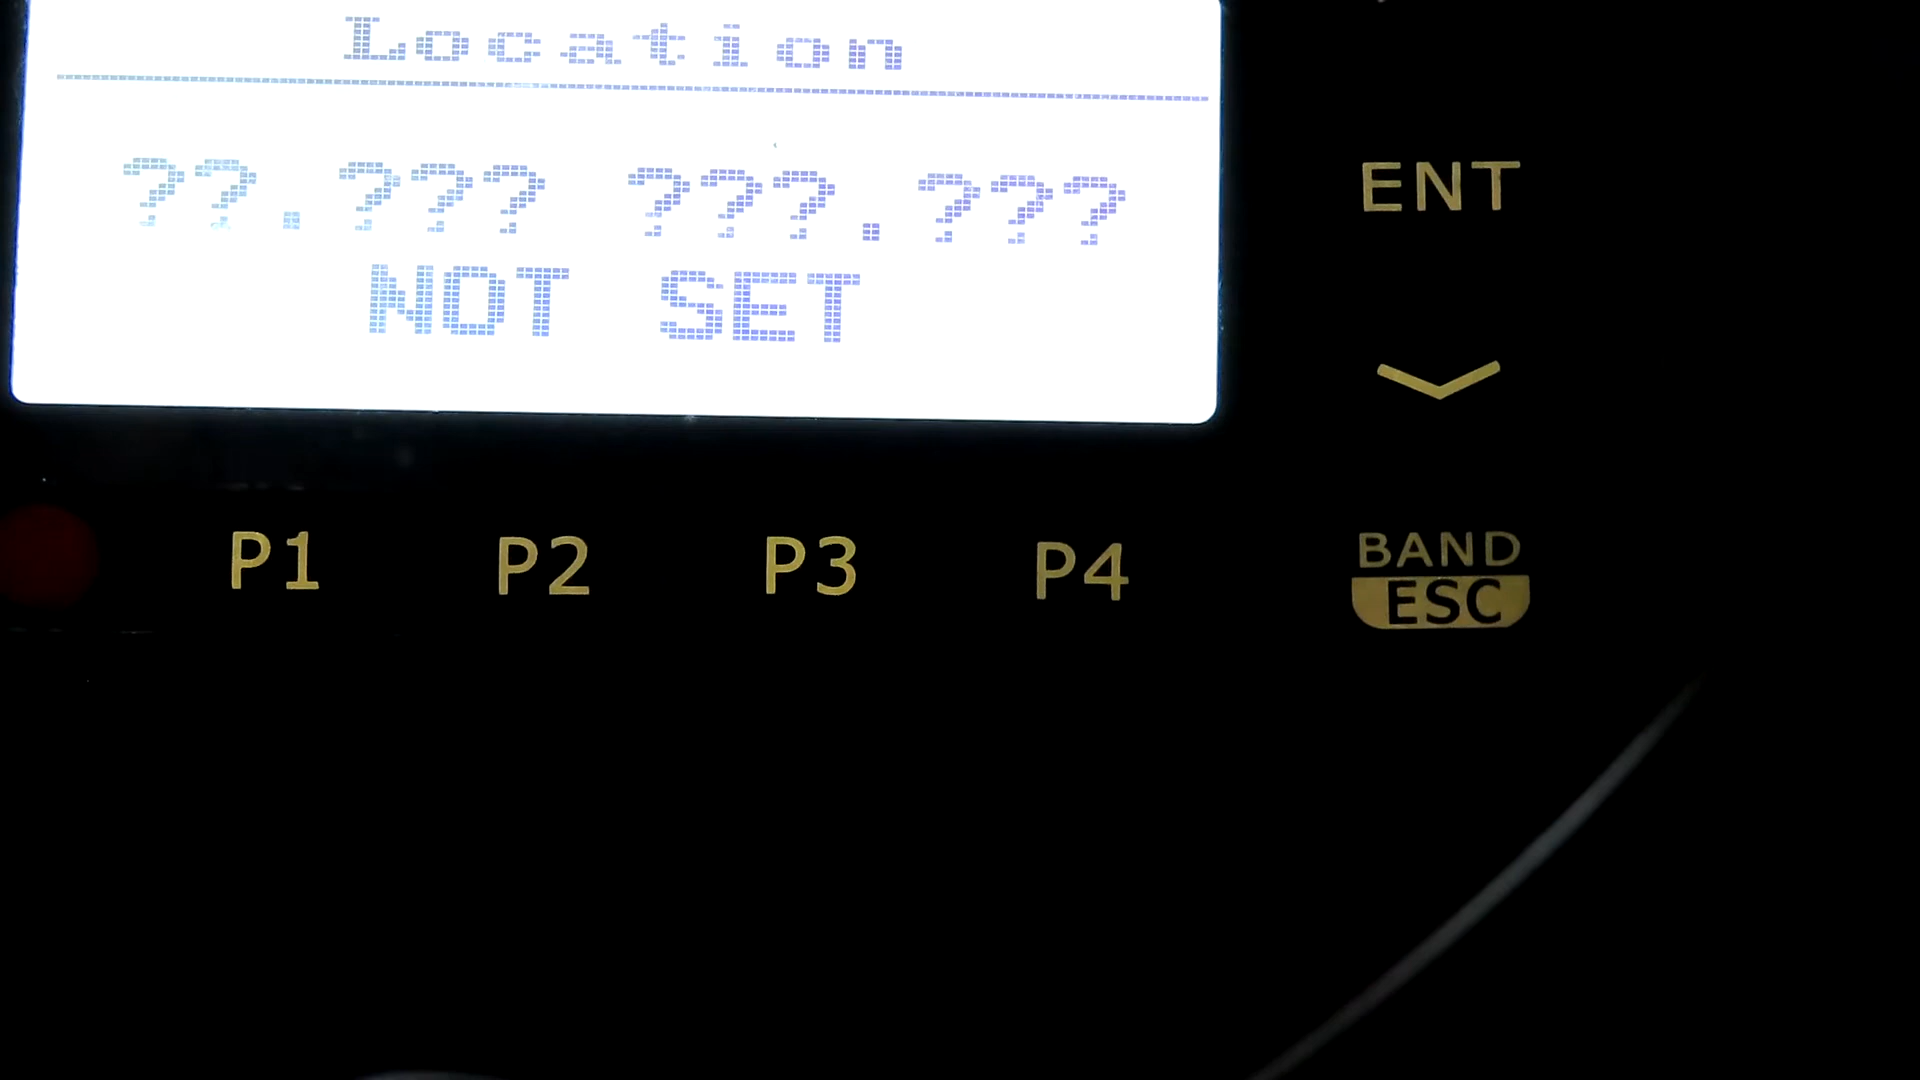 Location
??.??? ???.???
NOT SET
ENT
P1 P2 P3 P4
BAND
ESC